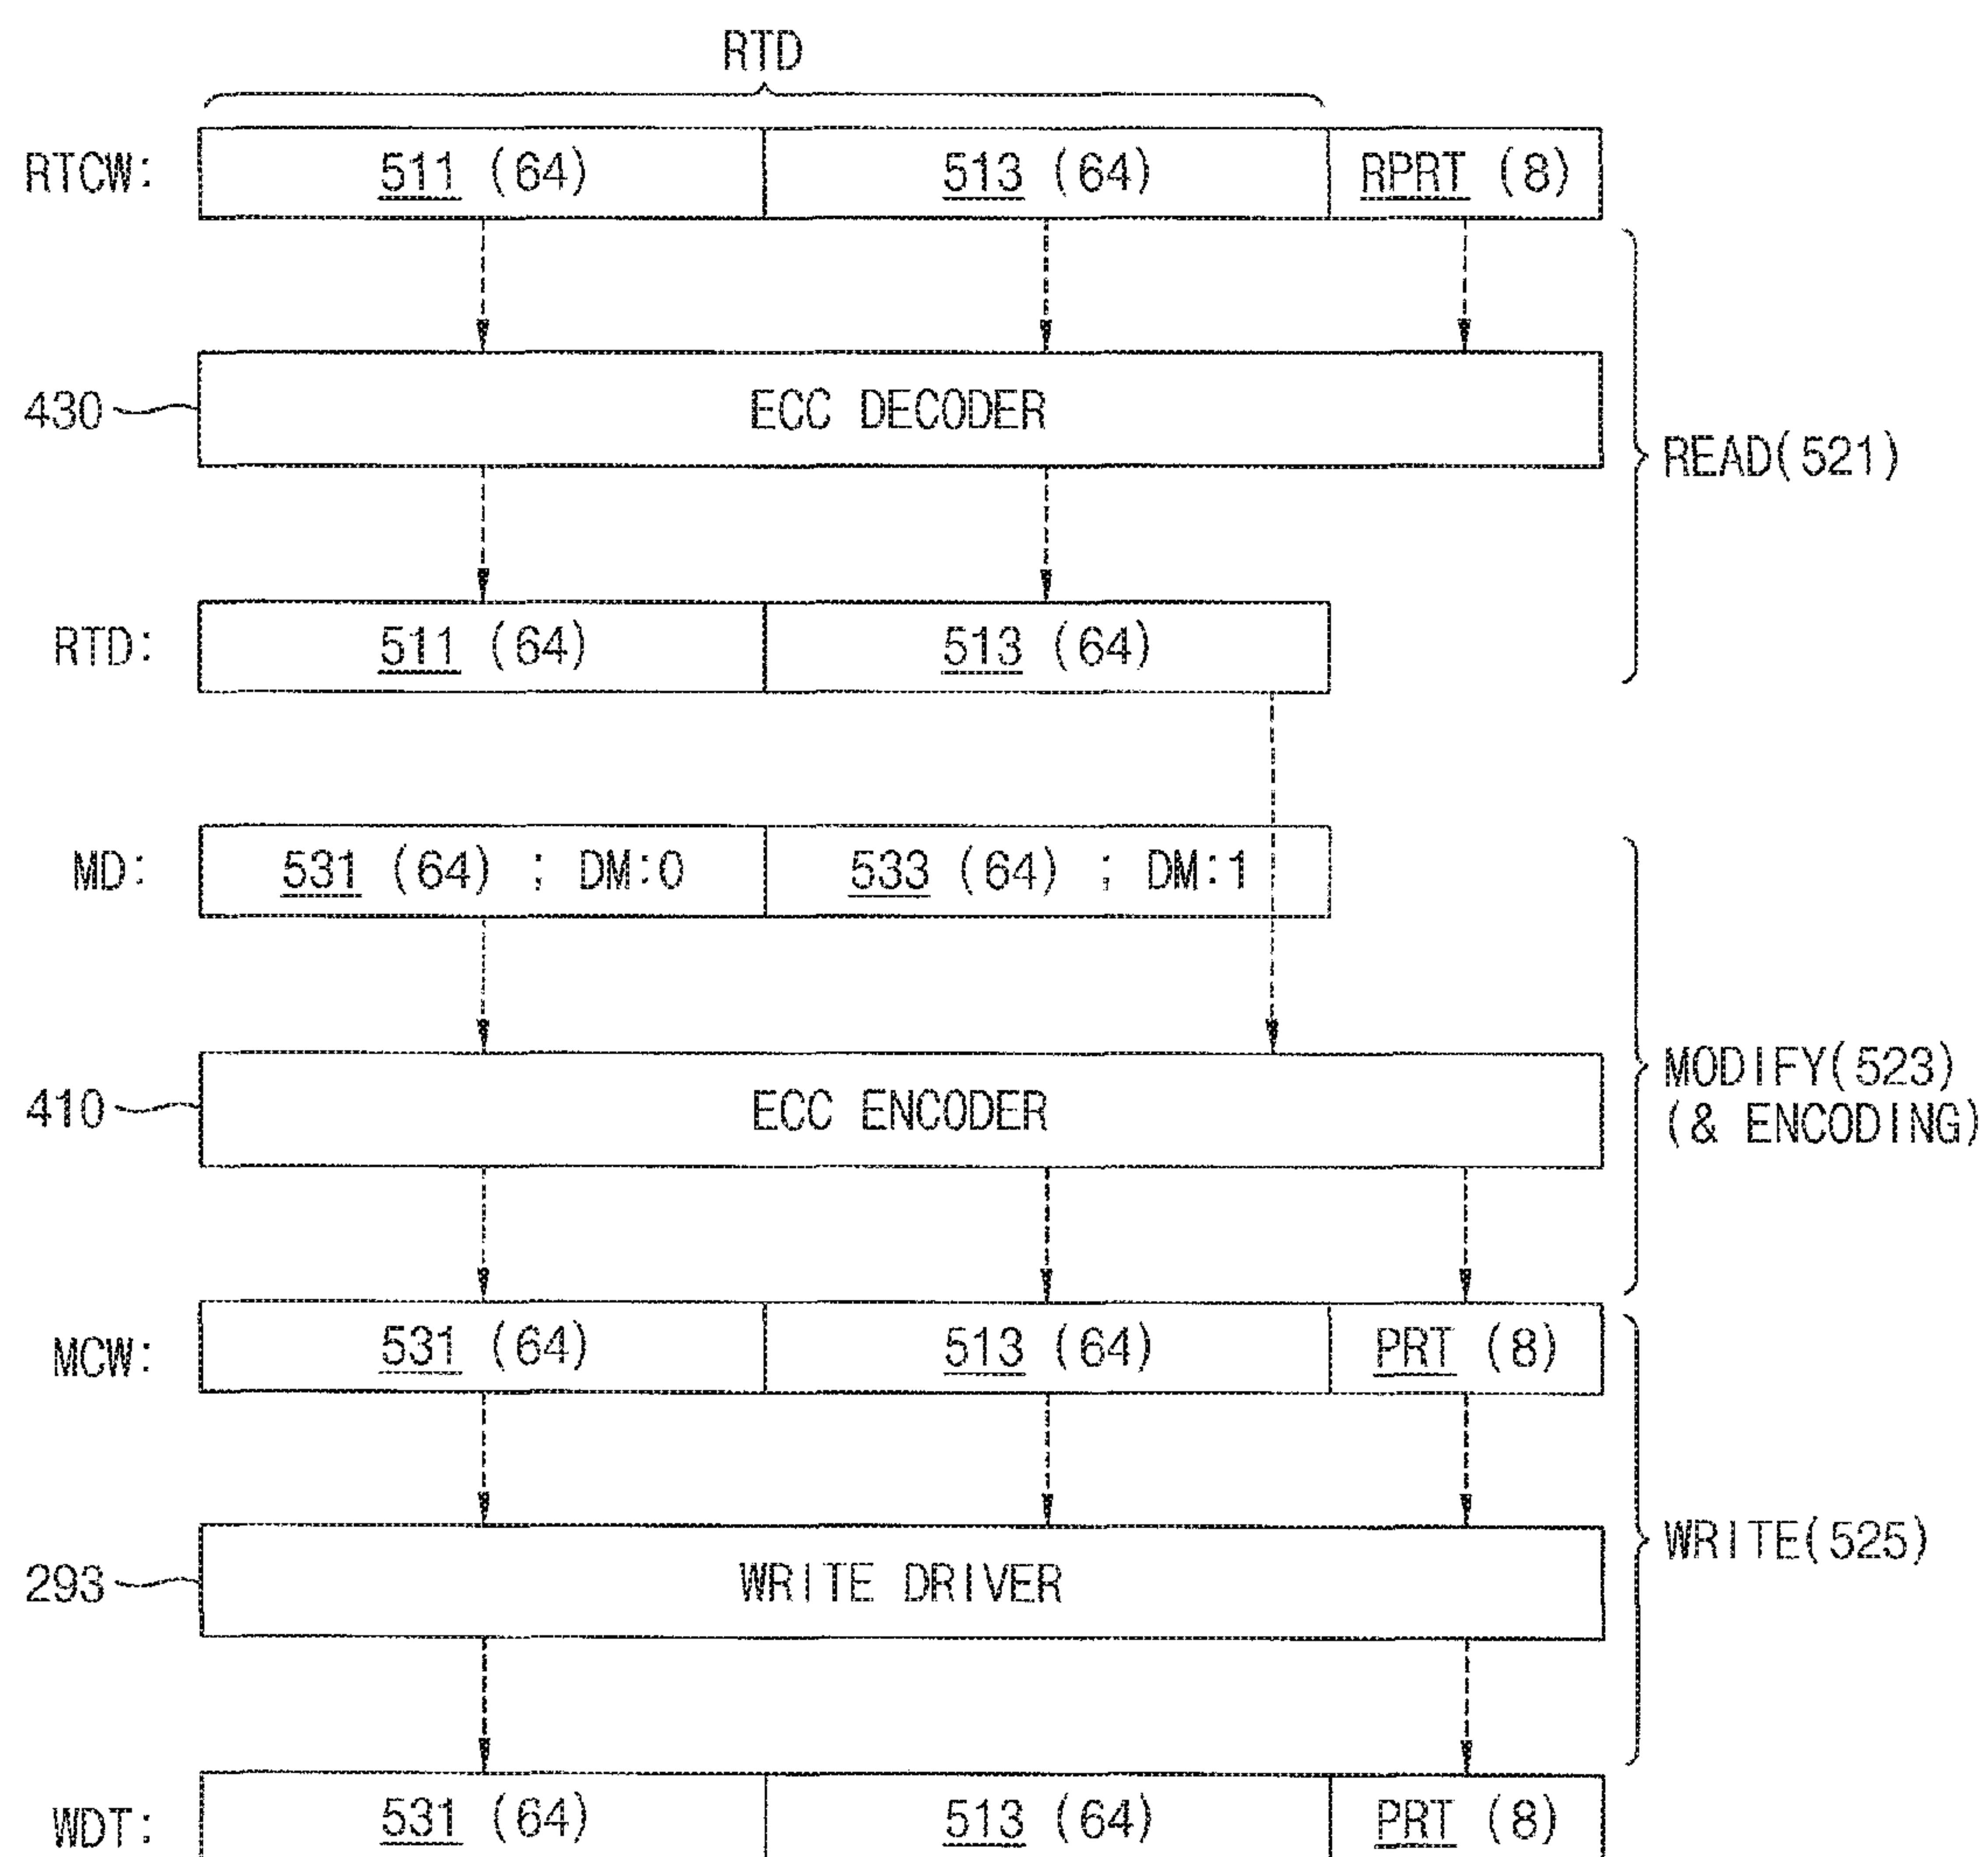 RTD
RTCW: 511 (64) 513 (64) RPRT (8)
430 ECC DECODER
READ(521)
RTD: 511 (64) 513 (64)
MD: 531 (64) ; DM:0 533 (64) ; DM:1
410 ECC ENCODER
MODIFY(523)
(& ENCODING)
MCW: 531 (64) 513 (64) PRT (8)
293 WRITE DRIVER
WRITE(525)
WDT: 531 (64) 513 (64) PRT (8)